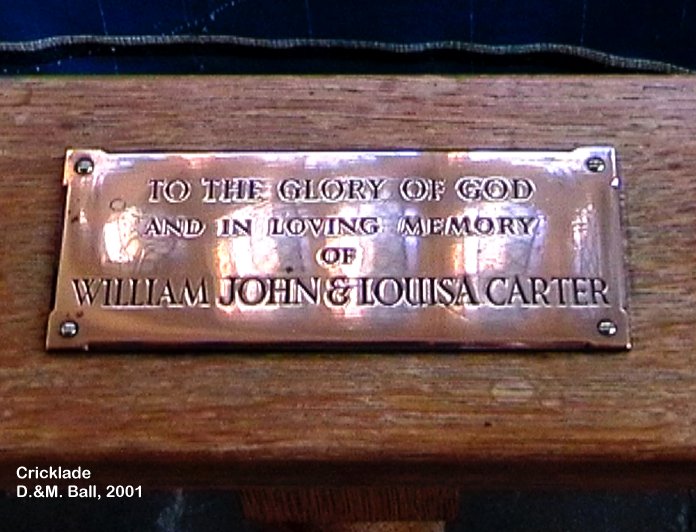 TO THE GLORY OF GOD
AND IN LOVING MEMORY
OF
WILLIAM JOHN & LOUISA CARTER
Cricklade
D.&M. Ball, 2001